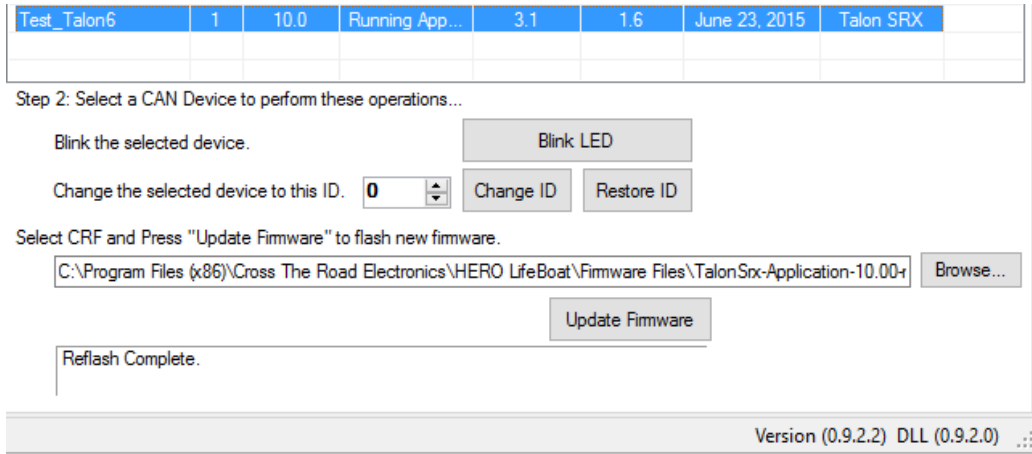 Test_Talon6 1 10.0 Running App... 3.1 1.6 June 23, 2015 Talon SRX
Step 2: Select a CAN Device to perform these operations...
Blink the selected device. Blink LED
Change the selected device to this ID. 0 Change ID Restore ID
Select CRF and Press "Update Firmware" to flash new firmware.
C:\Program Files (x86)\Cross The Road Electronics\HERO LifeBoat\Firmware Files\TalonSrx-Application-10.00- Browse...
Update Firmware
Reflash Complete.
Version (0.9.2.2) DLL (0.9.2.0)